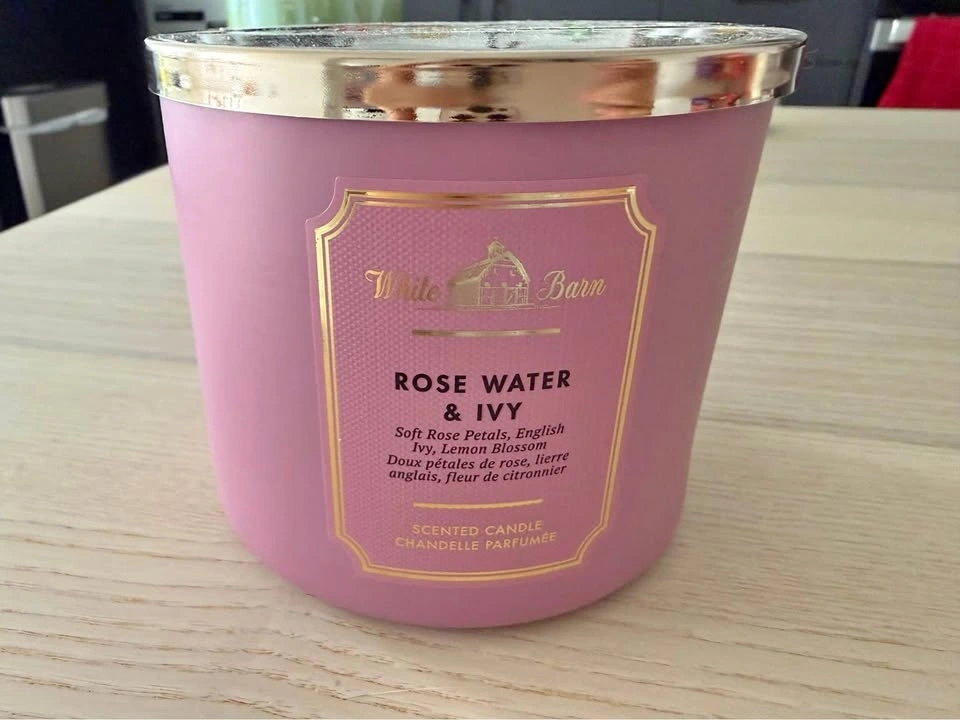 White Barn
ROSE WATER
& IVY
Soft Rose Petals, English
Ivy, Lemon Blossom
Doux pétales de rose, lierre
anglais, fleur de citronnier
SCENTED CANDLE
CHANDELLE PARFUMÉE